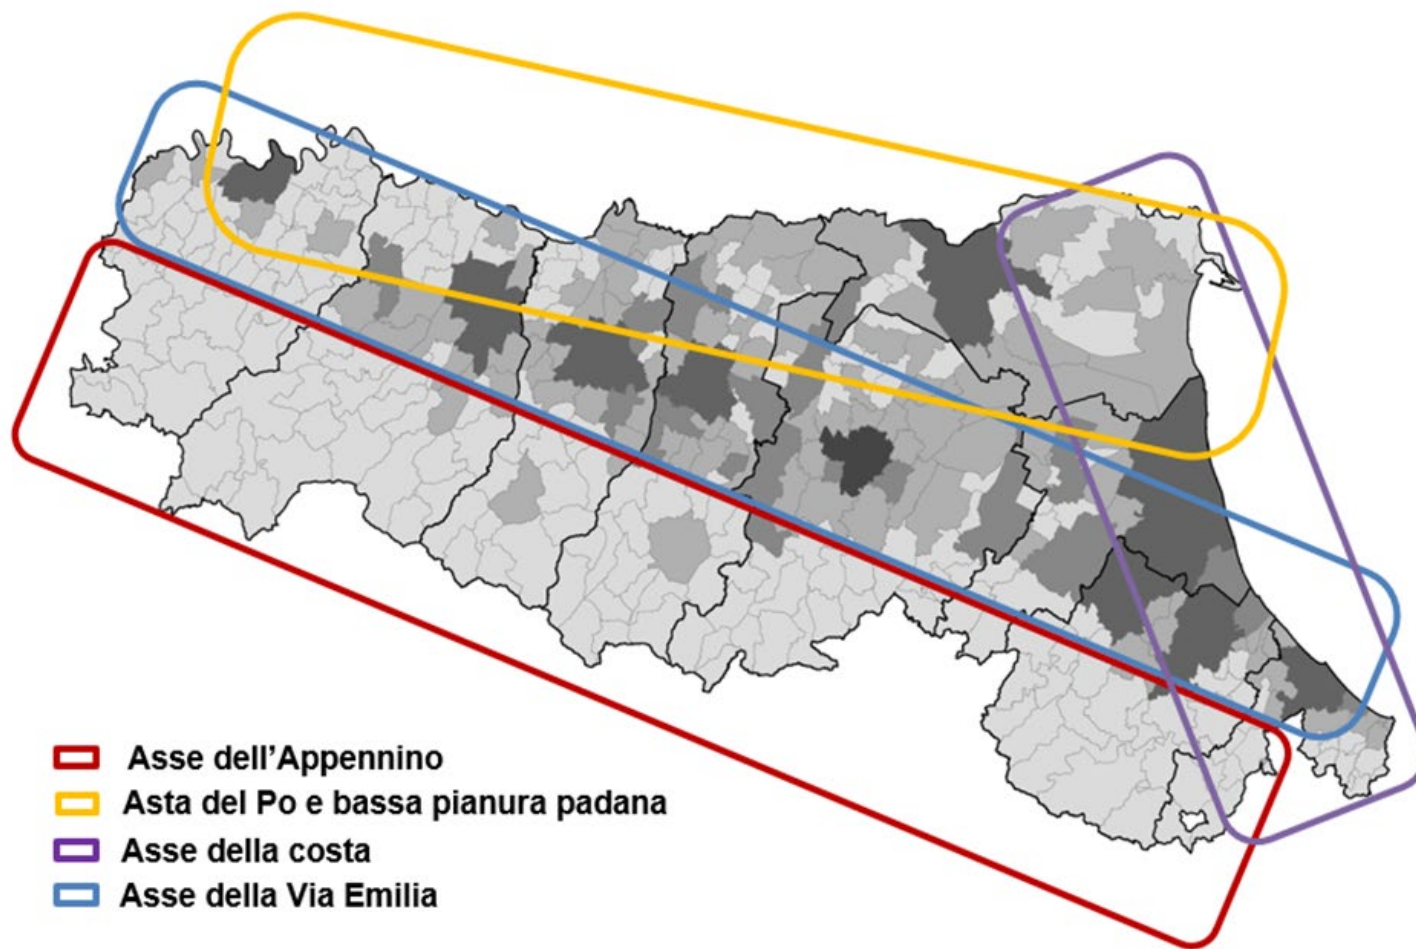 Asse dell’Appennino
Asta del Po e bassa pianura padana
Asse della costa
Asse della Via Emilia